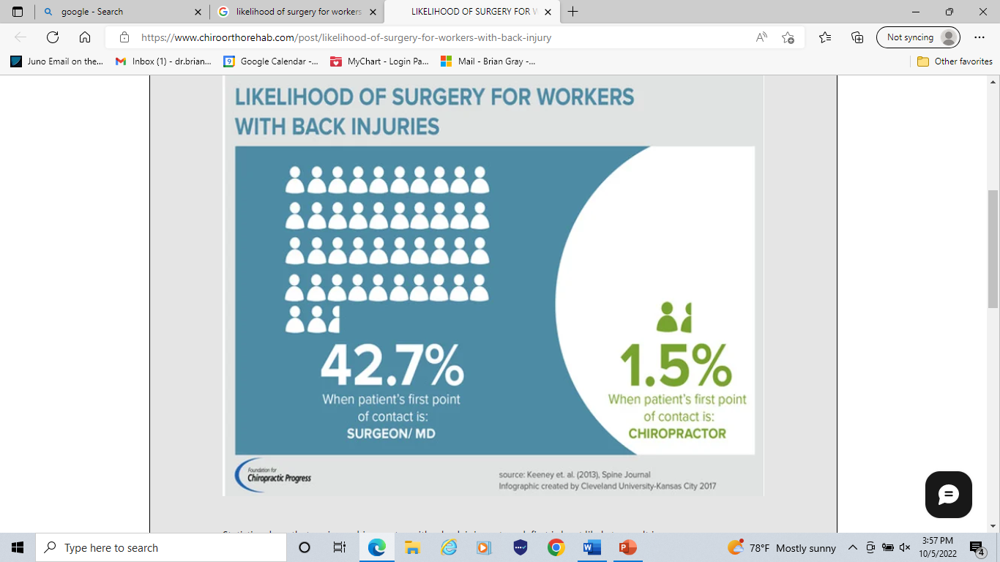 google - Search
likelihood of surgery for workers
LIKELIHOOD OF SURGERY FOR W
https://www.chiroorthorehab.com/post/likelihood-of-surgery-for-workers-with-back-injury
Not syncing
Juno Email on the...
Inbox (1) - dr.brian...
Google Calendar -...
MyChart - Login Pa...
Mail - Brian Gray -...
Other favorites
LIKELIHOOD OF SURGERY FOR WORKERS
WITH BACK INJURIES
42.7%
When patient's first point
of contact is:
SURGEON/ MD
1.5%
When patient's first point
of contact is:
CHIROPRACTOR
Foundation for
Chiropractic Progress
source: Keeney et. al. (2013), Spine Journal
Infographic created by Cleveland University-Kansas City 2017
Type here to search
78°F Mostly sunny
3:57 PM
10/5/2022
4